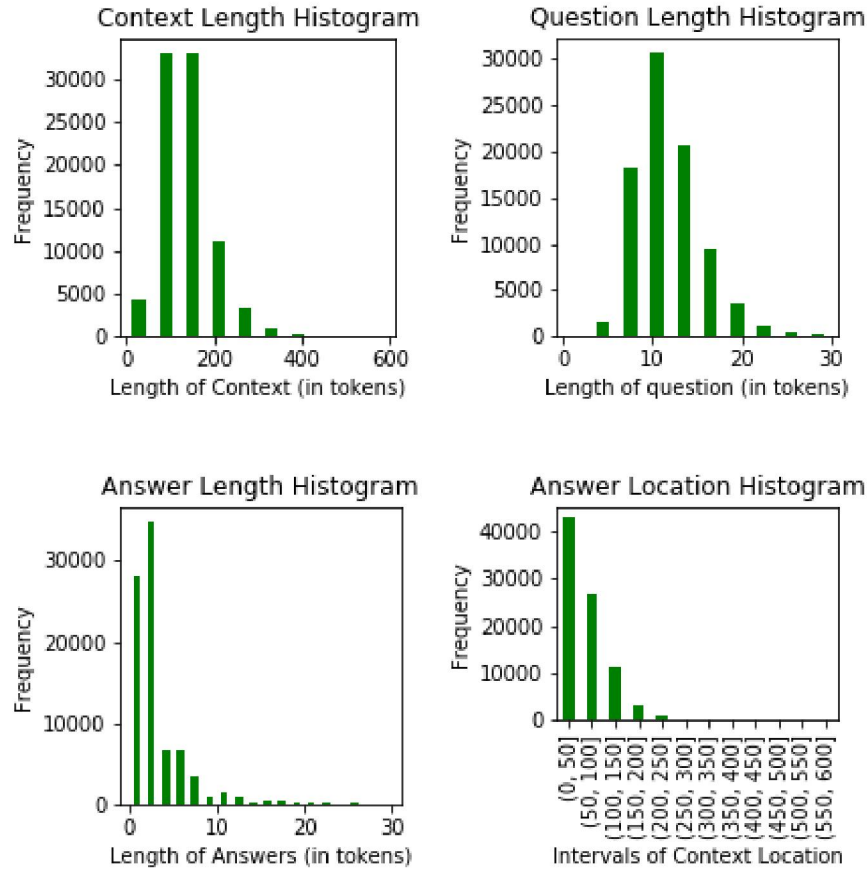 Context Length Histogram
Frequency
30000
25000
20000
15000
10000
5000
0
0 200 400 600
Length of Context (in tokens)
Question Length Histogram
Frequency
30000
25000
20000
15000
10000
5000
0
0 10 20 30
Length of question (in tokens)
Answer Length Histogram
Frequency
30000
20000
10000
0
0 10 20 30
Length of Answers (in tokens)
Answer Location Histogram
Frequency
40000
30000
20000
10000
0
(0, 50]
(50, 100]
(100, 150]
(150, 200]
(200, 250]
(250, 300]
(300, 350]
(350, 400]
(400, 450]
(450, 500]
(500, 550]
(550, 600]
Intervals of Context Location